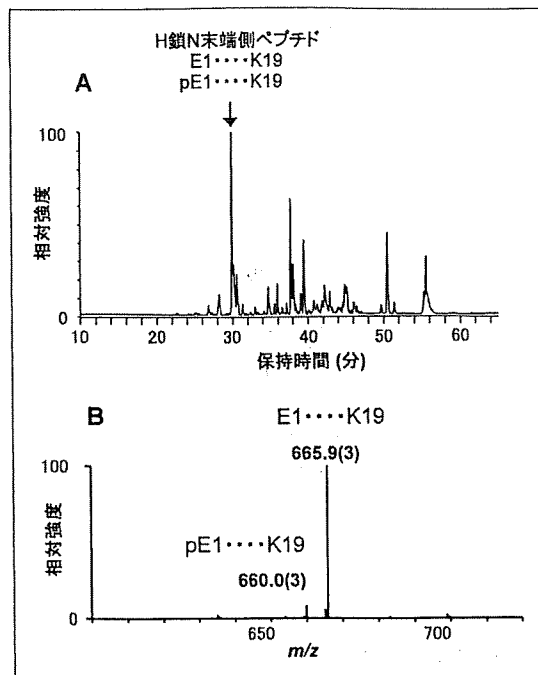 H鎖N末端側ペプチド
E1････K19
pE1････K19
A
100
相対強度
0
10 20 30 40 50 60
保持時間 (分)
B
E1････K19
665.9(3)
100
pE1････K19
660.0(3)
相対強度
0
650 700
m/z